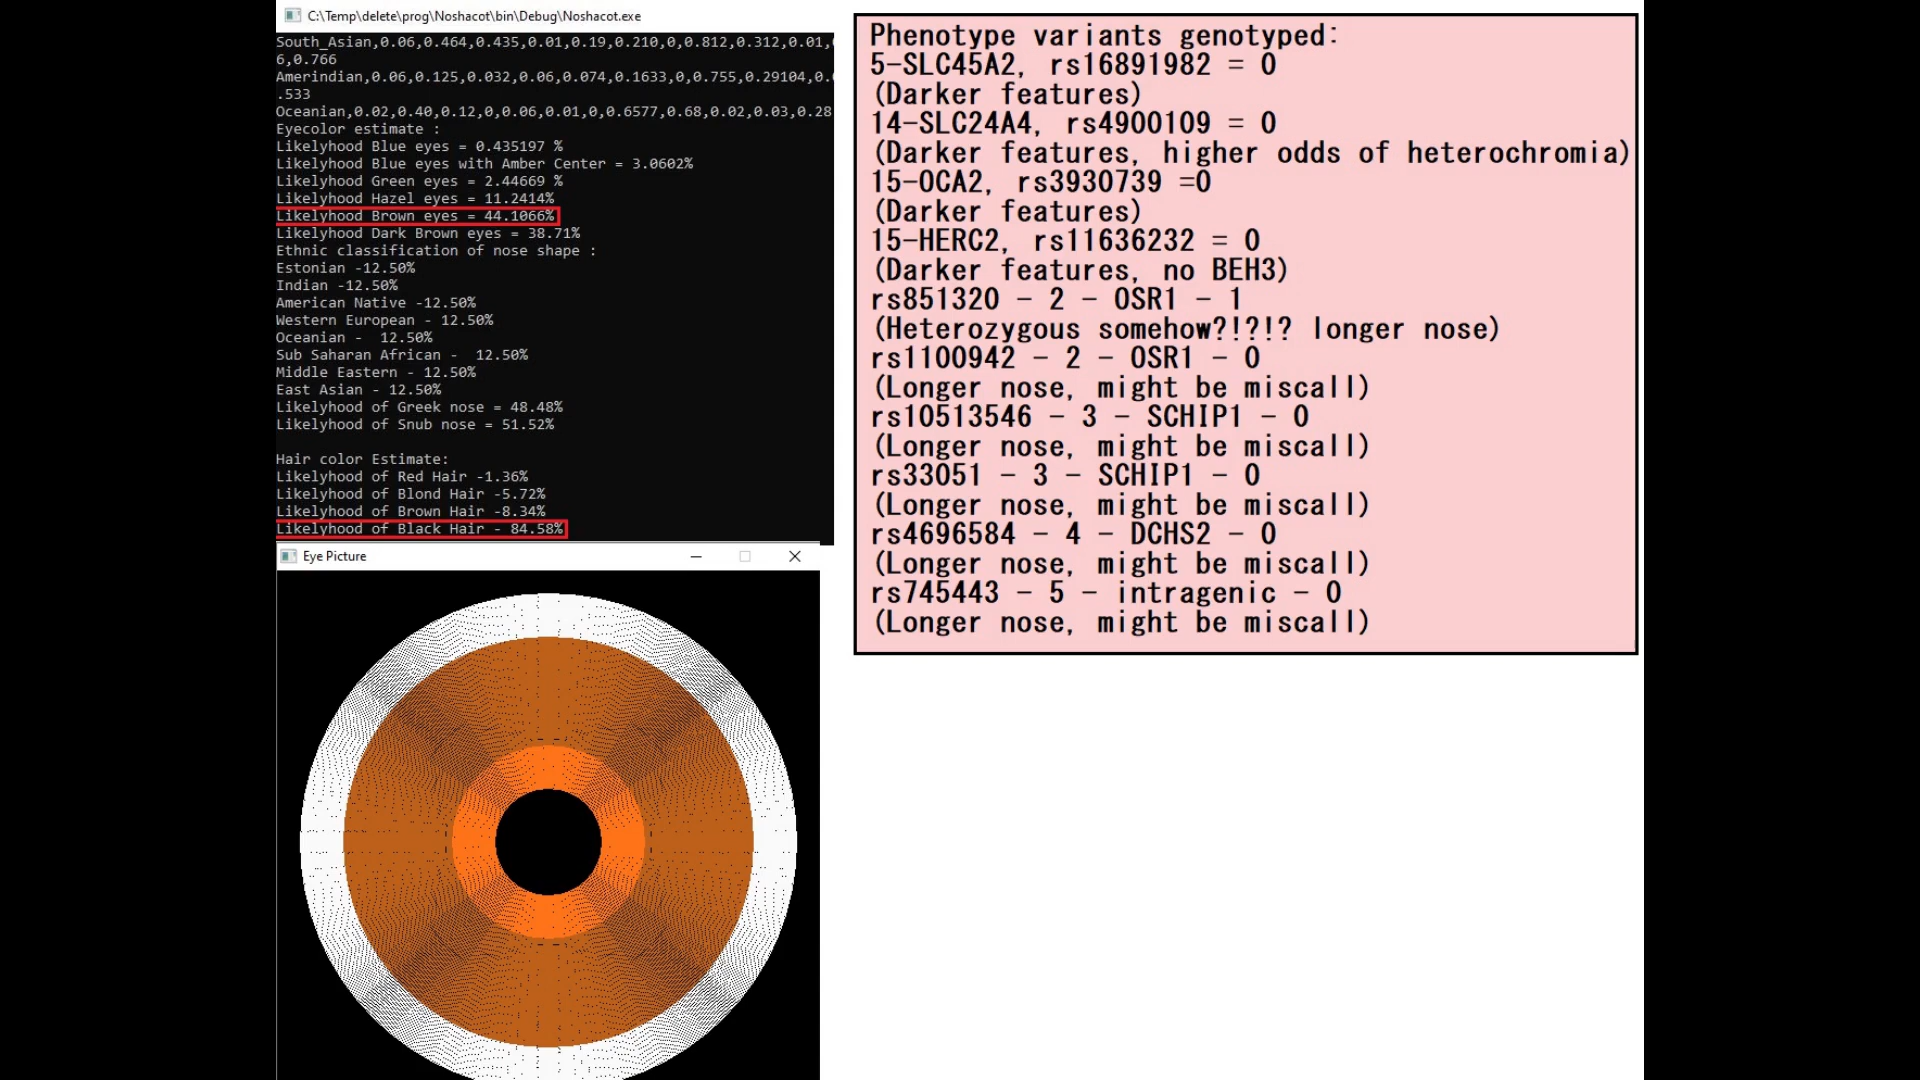 C:\Temp\delete\prog\Noshacot\bin\Debug\Noshacot.exe
South_Asian,0.06,0.464,0.435,0.01,0.19,0.210,0,0.812,0.312,0.01,
6,0.766
Amerindian,0.06,0.125,0.032,0.06,0.074,0.1633,0,0.755,0.29104,0.
.533
Oceanian,0.02,0.40,0.12,0,0.06,0.01,0,0.6577,0.68,0.02,0.03,0.28
Eyecolor estimate :
Likelyhood Blue eyes = 0.435197 %
Likelyhood Blue eyes with Amber Center = 3.0602%
Likelyhood Green eyes = 2.44669 %
Likelyhood Hazel eyes = 11.2414%
Likelyhood Brown eyes = 44.1066%
Likelyhood Dark Brown eyes = 38.71%
Ethnic classification of nose shape :
Estonian -12.50%
Indian -12.50%
American Native -12.50%
Western European - 12.50%
Oceanian -  12.50%
Sub Saharan African -  12.50%
Middle Eastern - 12.50%
East Asian - 12.50%
Likelyhood of Greek nose = 48.48%
Likelyhood of Snub nose = 51.52%
Hair color Estimate:
Likelyhood of Red Hair -1.36%
Likelyhood of Blond Hair -5.72%
Likelyhood of Brown Hair -8.34%
Likelyhood of Black Hair - 84.58%
Eye Picture
Phenotype variants genotyped:
5-SLC45A2, rs16891982 = 0
(Darker features)
14-SLC24A4, rs4900109 = 0
(Darker features, higher odds of heterochromia)
15-OCA2, rs3930739 =0
(Darker features)
15-HERC2, rs11636232 = 0
(Darker features, no BEH3)
rs851320 - 2 - OSR1 - 1
(Heterozygous somehow?!?!? longer nose)
rs1100942 - 2 - OSR1 - 0
(Longer nose, might be miscall)
rs10513546 - 3 - SCHIP1 - 0
(Longer nose, might be miscall)
rs33051 - 3 - SCHIP1 - 0
(Longer nose, might be miscall)
rs4696584 - 4 - DCHS2 - 0
(Longer nose, might be miscall)
rs745443 - 5 - intragenic - 0
(Longer nose, might be miscall)